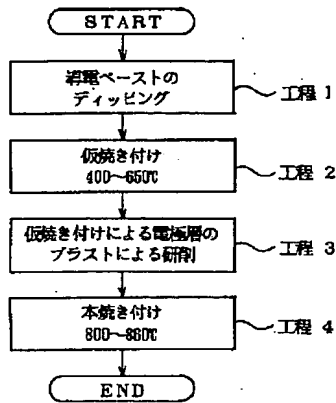 START
導電ペーストの
ディッピング
工程 1
仮焼き付け
400〜650℃
工程 2
仮焼き付けによる電極層の
ブラストによる研削
工程 3
本焼き付け
800〜860℃
工程 4
END